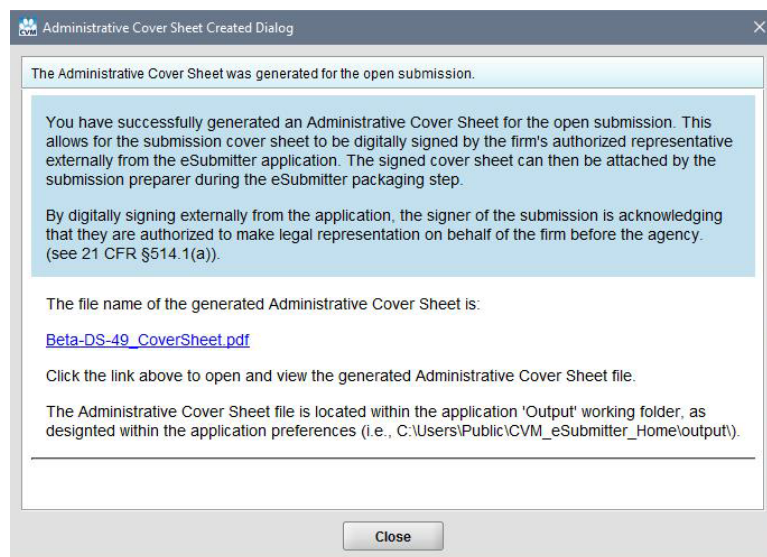 CVM Administrative Cover Sheet Created Dialog
The Administrative Cover Sheet was generated for the open submission.
You have successfully generated an Administrative Cover Sheet for the open submission. This
allows for the submission cover sheet to be digitally signed by the firm's authorized representative
externally from the eSubmitter application. The signed cover sheet can then be attached by the
submission preparer during the eSubmitter packaging step.
By digitally signing externally from the application, the signer of the submission is acknowledging
that they are authorized to make legal representation on behalf of the firm before the agency.
(see 21 CFR §514.1(a)).
The file name of the generated Administrative Cover Sheet is:
Beta-DS-49_CoverSheet.pdf
Click the link above to open and view the generated Administrative Cover Sheet file.
The Administrative Cover Sheet file is located within the application 'Output' working folder, as
designted within the application preferences (i.e., C:\Users\Public\CVM_eSubmitter_Home\output\).
Close